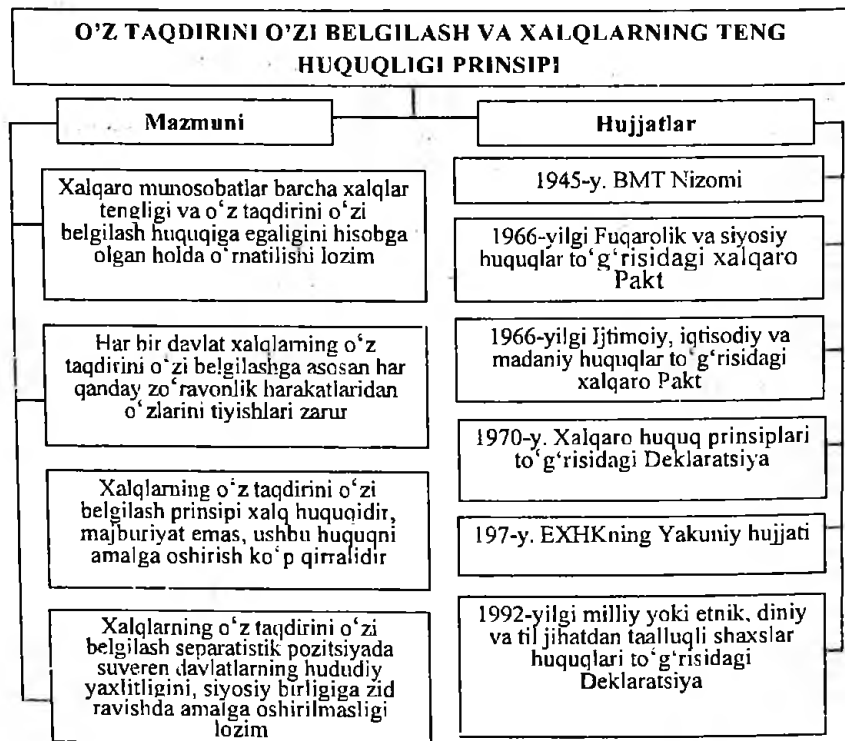 O'Z TAQDIRINI O'ZI BELGILASH VA XALQLARNING TENG
HUQUQLIGI PRINSIPI
Mazmuni
Xalqaro munosobatlar barcha xalqlar
tengligi va o‘z taqdirini o‘zi
belgilash huquqiga egaligini hisobga
olgan holda o‘rnatilishi lozim
Har bir davlat xalqlarning o‘z
taqdirini o‘zi belgilashga asosan har
qanday zo‘ravonlik harakatlaridan
o‘zlarini tiyishlari zarur
Xalqlarning o‘z taqdirini o‘zi
belgilash prinsipi xalq huquqidir,
majburiyat emas, ushbu huquqni
amalga oshirish ko‘p qirralidir
Xalqlarning o‘z taqdirini o‘zi
belgilash separatistik pozitsiyada
suveren davlatlarning hududiy
yaxlitligini, siyosiy birligiga zid
ravishda amalga oshirilmasligi
lozim
Hujjatlar
1945-y. BMT Nizomi
1966-yilgi Fuqarolik va siyosiy
huquqlar to‘g‘risidagi xalqaro
Pakt
1966-yilgi Ijtimoiy, iqtisodiy va
madaniy huquqlar to‘g‘risidagi
xalqaro Pakt
1970-y. Xalqaro huquq prinsiplari
to‘g‘risidagi Deklaratsiya
197-y. EXHKning Yakuniy hujjati
1992-yilgi milliy yoki etnik, diniy
va til jihatdan taalluqli shaxslar
huquqlari to‘g‘risidagi
Deklaratsiya